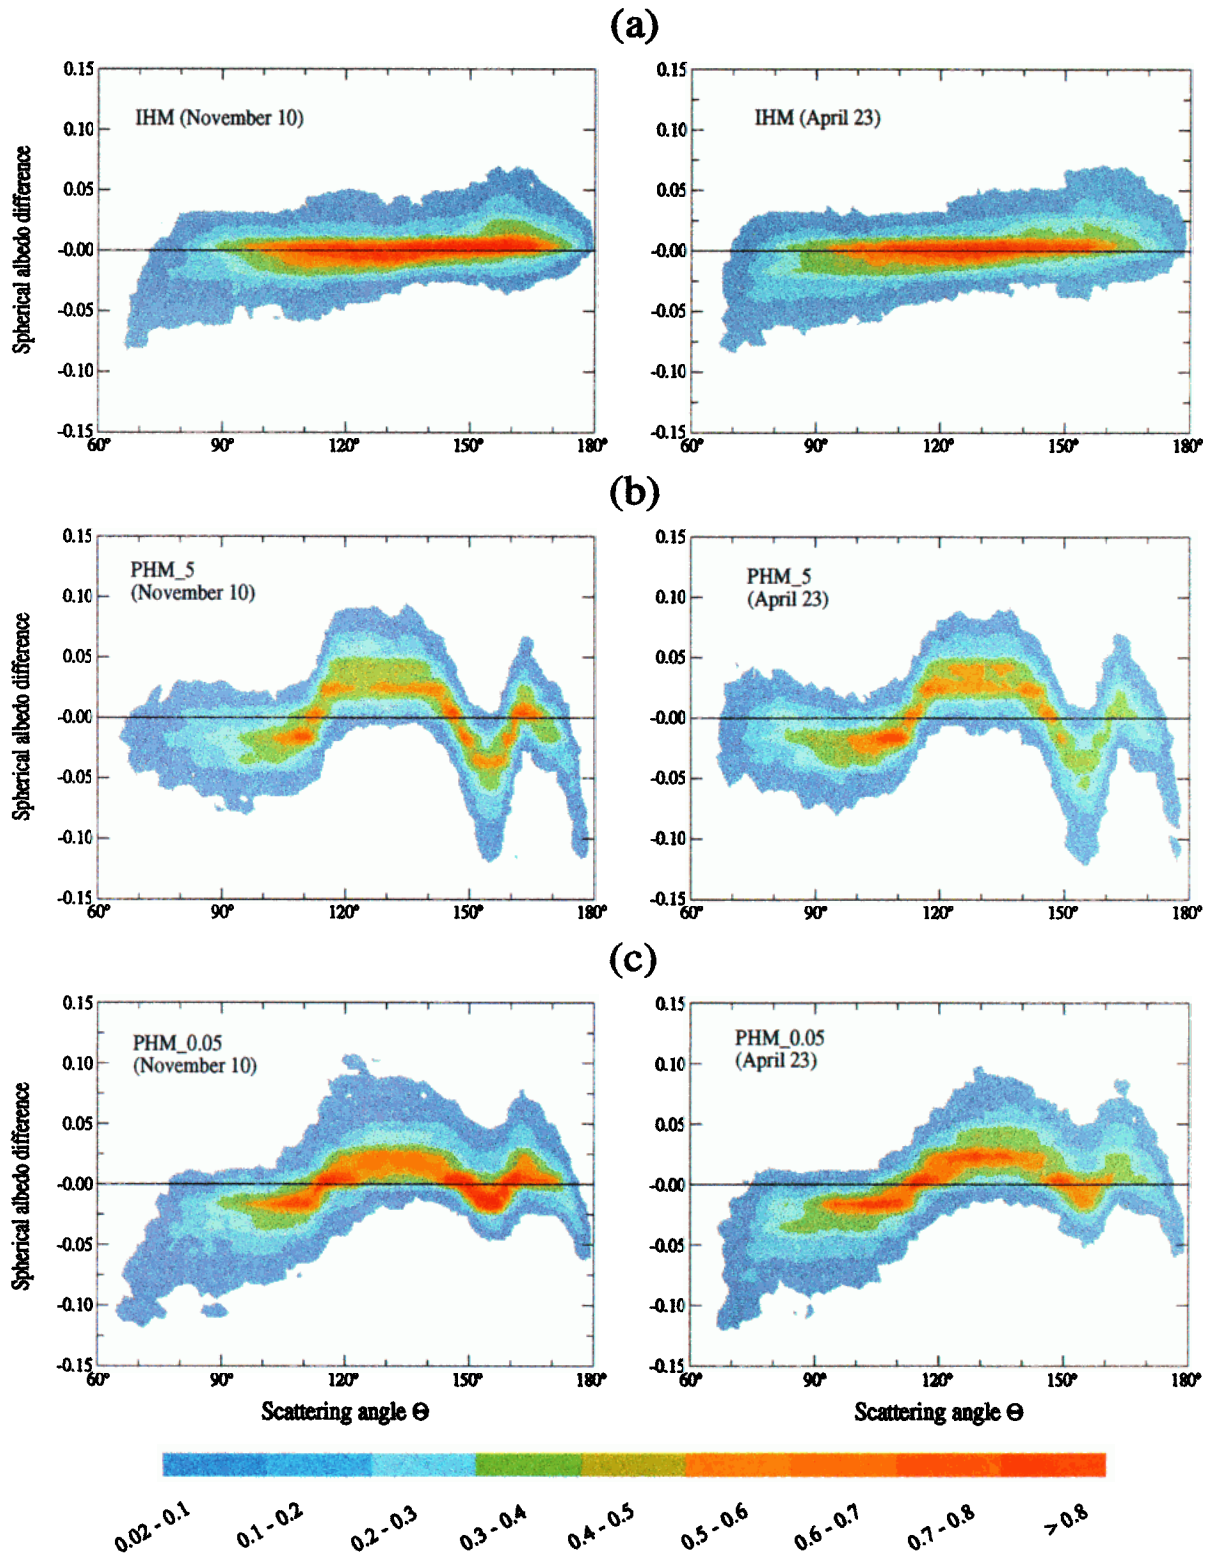 (a)
0.15
0.10
0.05
-0.00
-0.05
-0.10
-0.15
60°
90°
120°
150°
180°
Spherical albedo difference
IHM (November 10)
0.15
0.10
0.05
-0.00
-0.05
-0.10
-0.15
60°
90°
120°
150°
180°
IHM (April 23)
(b)
0.15
0.10
0.05
-0.00
-0.05
-0.10
-0.15
60°
90°
120°
150°
180°
Spherical albedo difference
PHM_5
(November 10)
0.15
0.10
0.05
-0.00
-0.05
-0.10
-0.15
60°
90°
120°
150°
180°
PHM_5
(April 23)
(c)
0.15
0.10
0.05
-0.00
-0.05
-0.10
-0.15
60°
90°
120°
150°
180°
Spherical albedo difference
PHM_0.05
(November 10)
Scattering angle Θ
0.15
0.10
0.05
-0.00
-0.05
-0.10
-0.15
60°
90°
120°
150°
180°
PHM_0.05
(April 23)
Scattering angle Θ
0.02 - 0.1
0.1 - 0.2
0.2 - 0.3
0.3 - 0.4
0.4 - 0.5
0.5 - 0.6
0.6 - 0.7
0.7 - 0.8
> 0.8